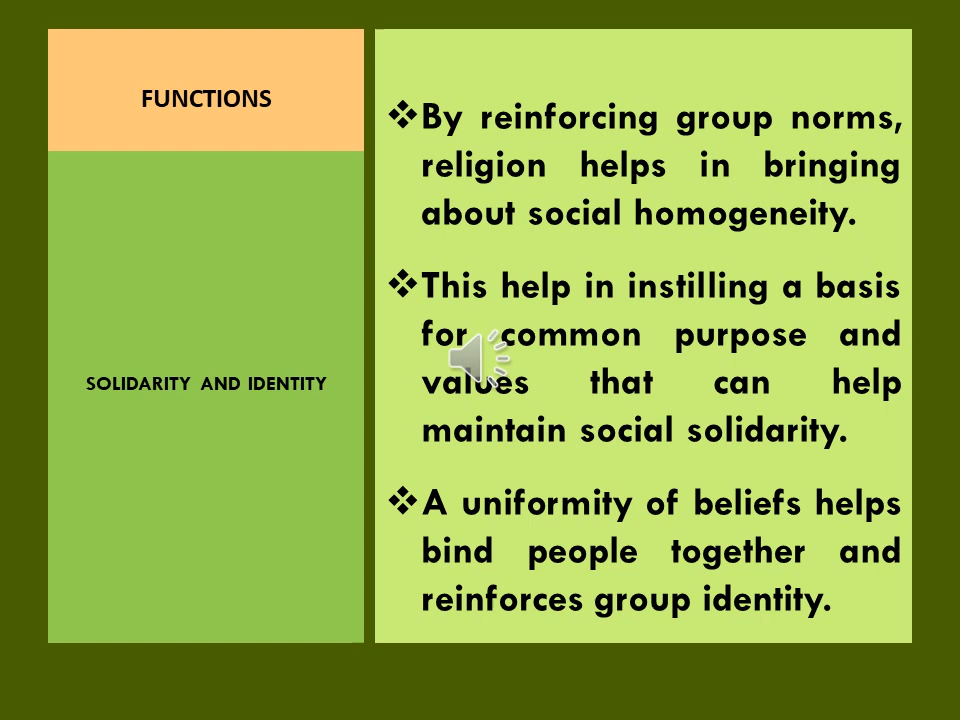 FUNCTIONS
SOLIDARITY AND IDENTITY
❖By reinforcing group norms,
religion helps in bringing
about social homogeneity.
❖This help in instilling a basis
for common purpose and
values that can help
maintain social solidarity.
❖A uniformity of beliefs helps
bind people together and
reinforces group identity.